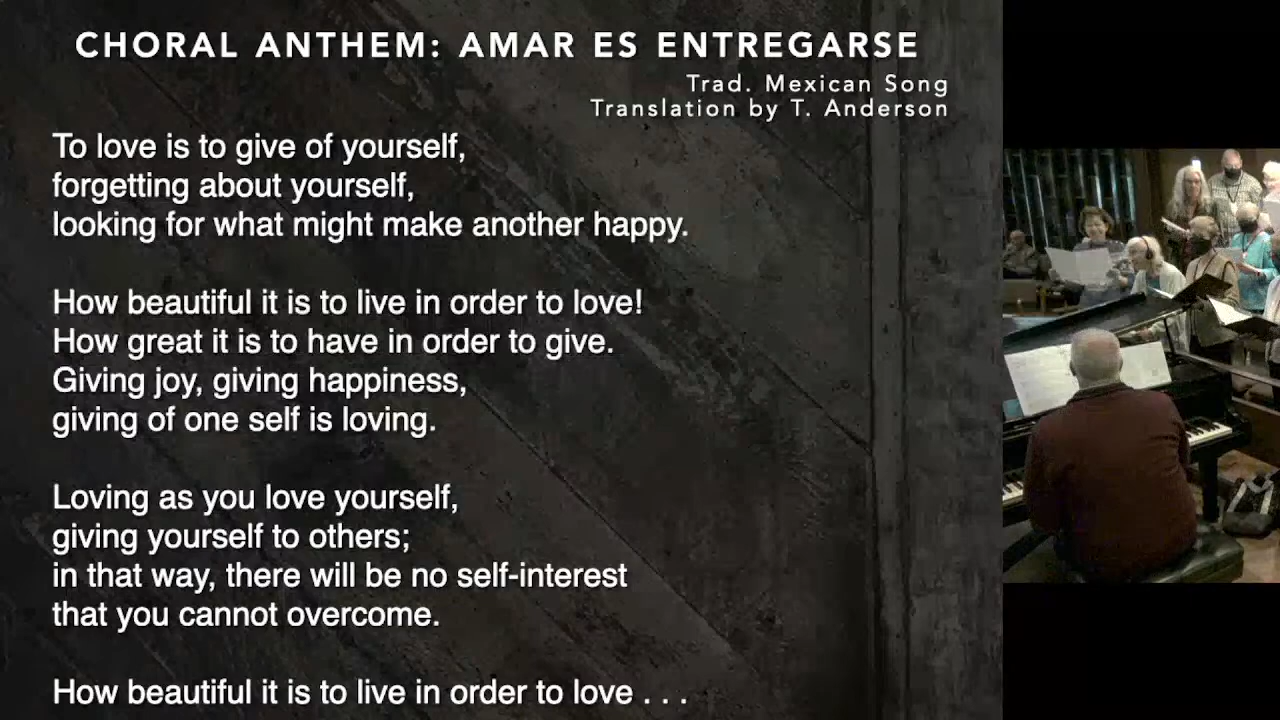 CHORAL ANTHEM: AMAR ES ENTREGARSE
Trad. Mexican Song
Translation by T. Anderson
To love is to give of yourself,
forgetting about yourself,
looking for what might make another happy.
How beautiful it is to live in order to love!
How great it is to have in order to give.
Giving joy, giving happiness,
giving of one self is loving.
Loving as you love yourself,
giving yourself to others;
in that way, there will be no self-interest
that you cannot overcome.
How beautiful it is to live in order to love . . .